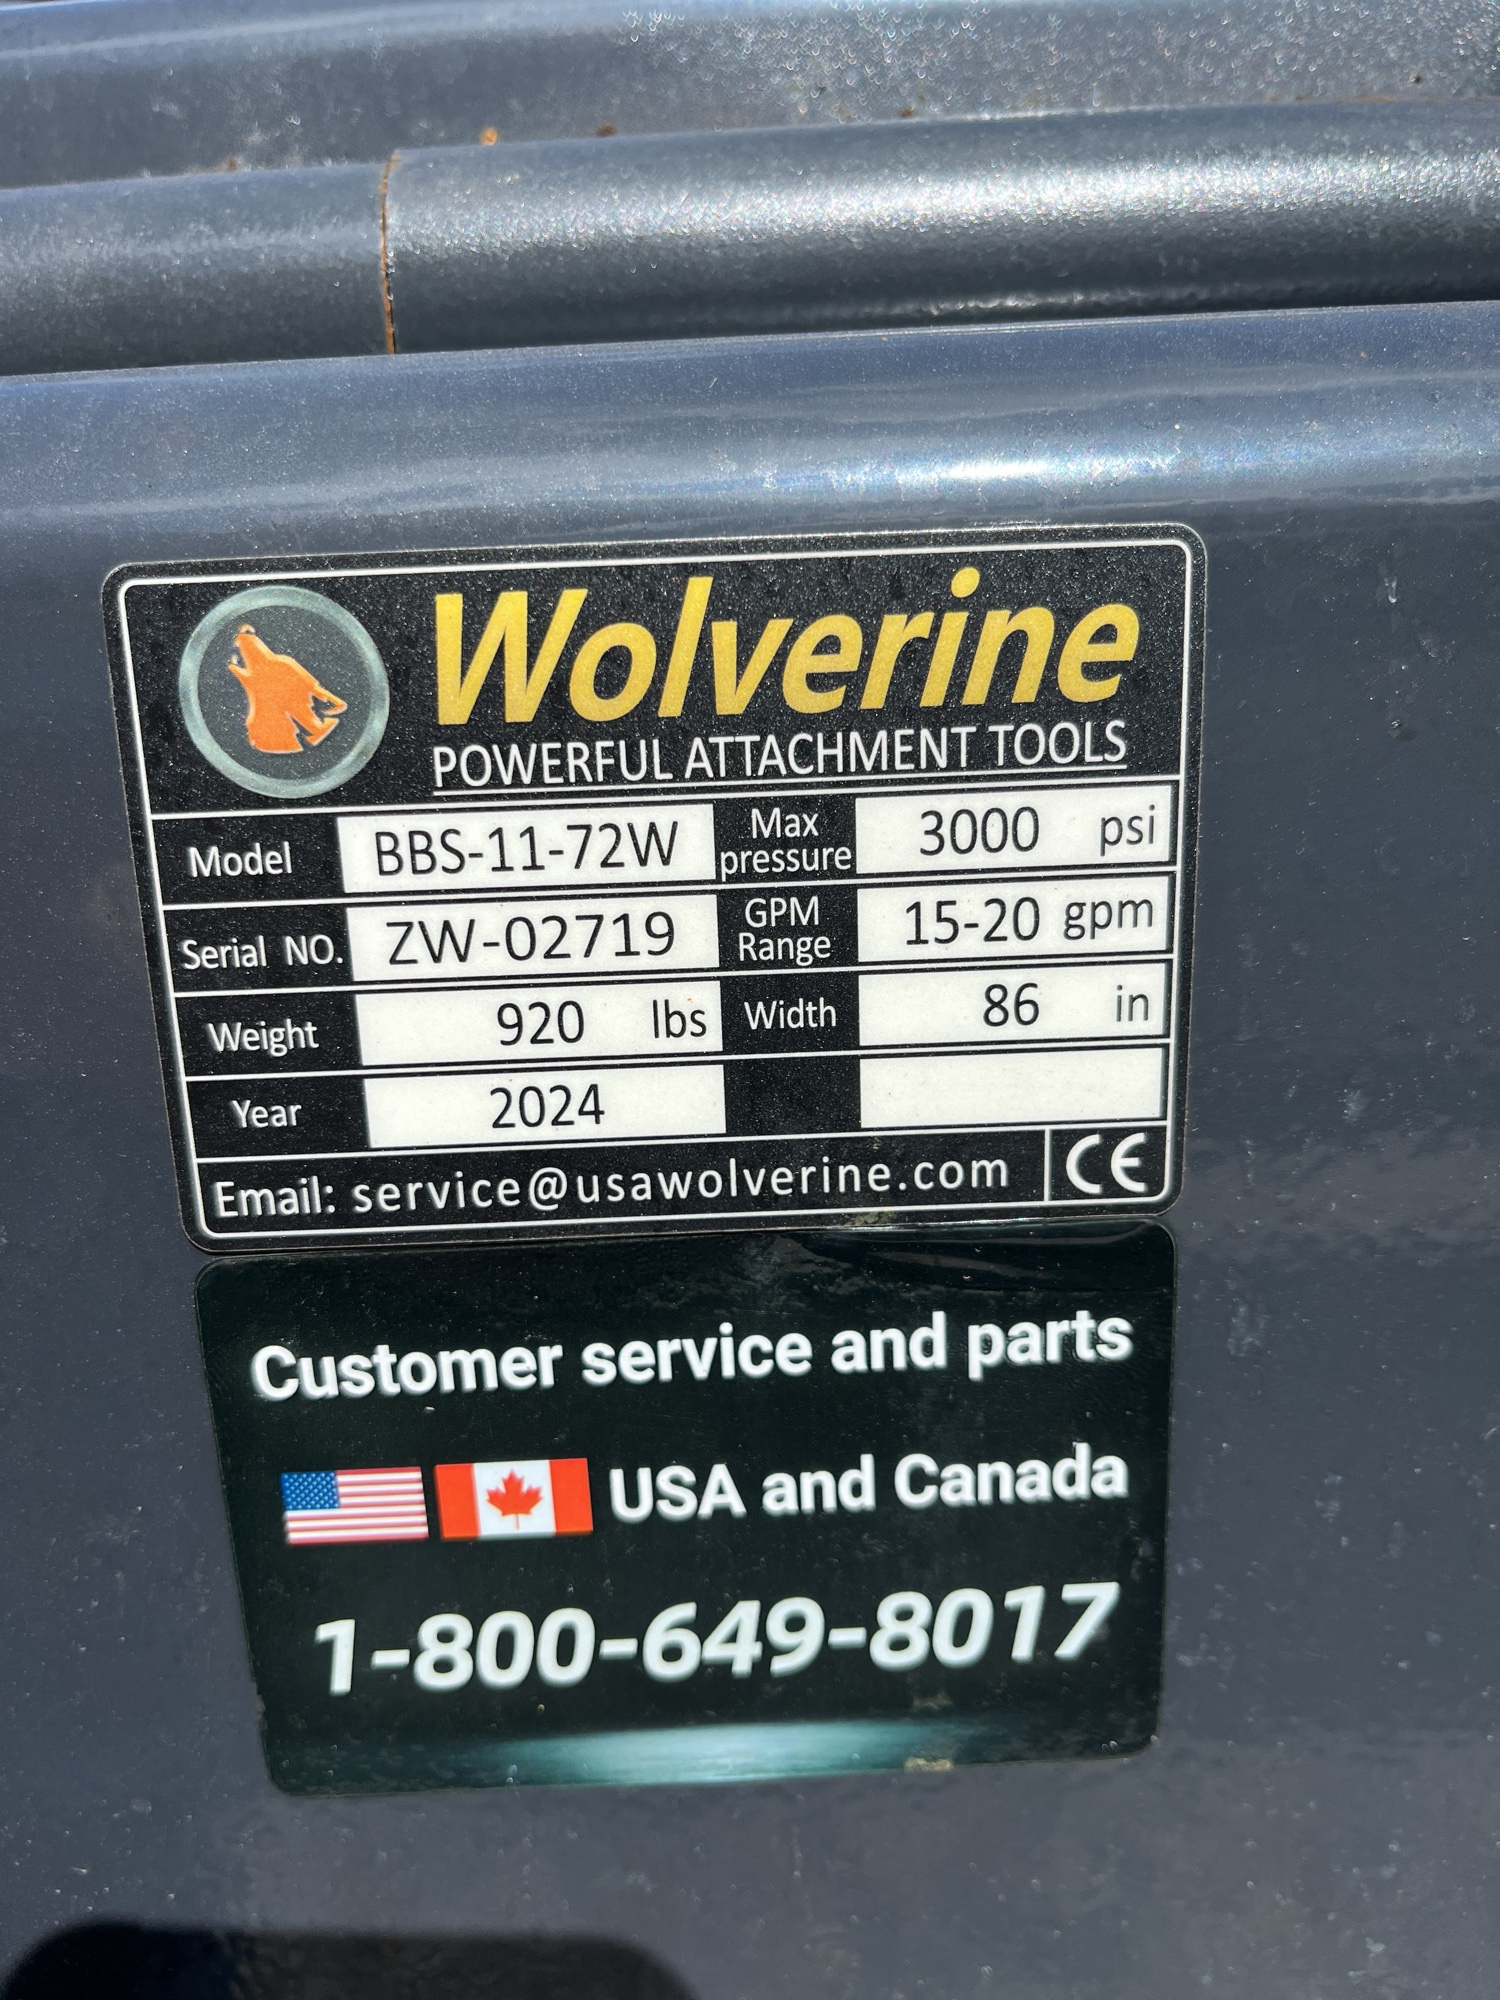 Wolverine
POWERFUL ATTACHMENT TOOLS
Model BBS-11-72W Max pressure 3000 psi
Serial NO. ZW-02719 GPM Range 15-20 gpm
Weight 920 lbs Width 86 in
Year 2024
Email: service@usawolverine.com CE
Customer service and parts
USA and Canada
1-800-649-8017